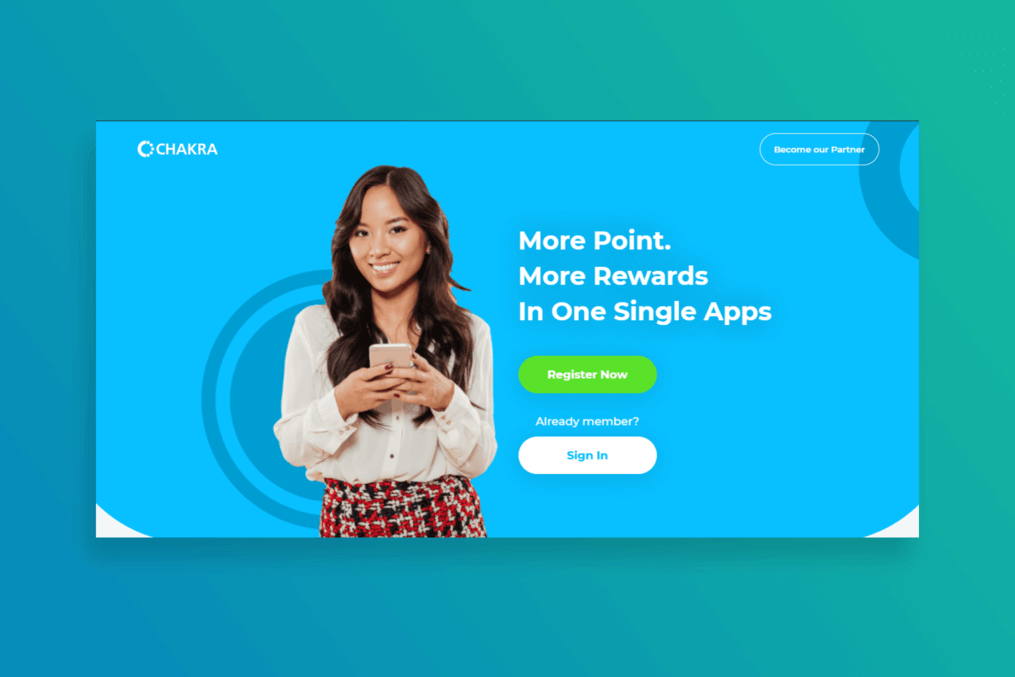 CHAKRA
Become our Partner
More Point.
More Rewards
In One Single Apps
Register Now
Already member?
Sign In